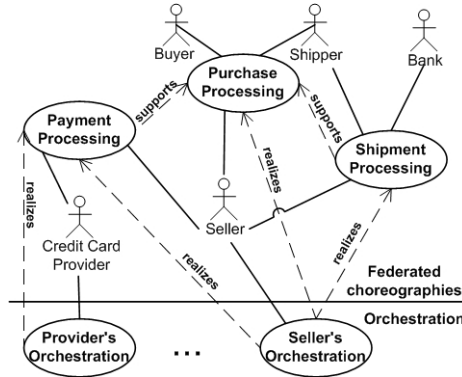 Buyer
Shipper
Bank
Purchase
Processing
supports
supports
Payment
Processing
Shipment
Processing
realizes
realizes
Seller
Credit Card
Provider
realizes
realizes
Federated
choreographies
Orchestration
Provider's
Orchestration
...
Seller's
Orchestration